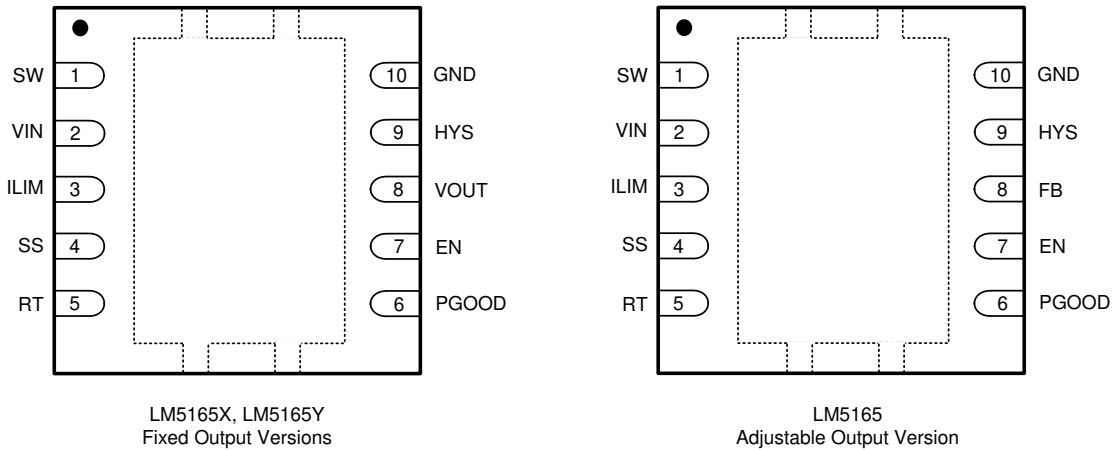 SW 1 10 GND
VIN 2 9 HYS
ILIM 3 8 VOUT
SS 4 7 EN
RT 5 6 PGOOD
LM5165X, LM5165Y
Fixed Output Versions
SW 1 10 GND
VIN 2 9 HYS
ILIM 3 8 FB
SS 4 7 EN
RT 5 6 PGOOD
LM5165
Adjustable Output Version